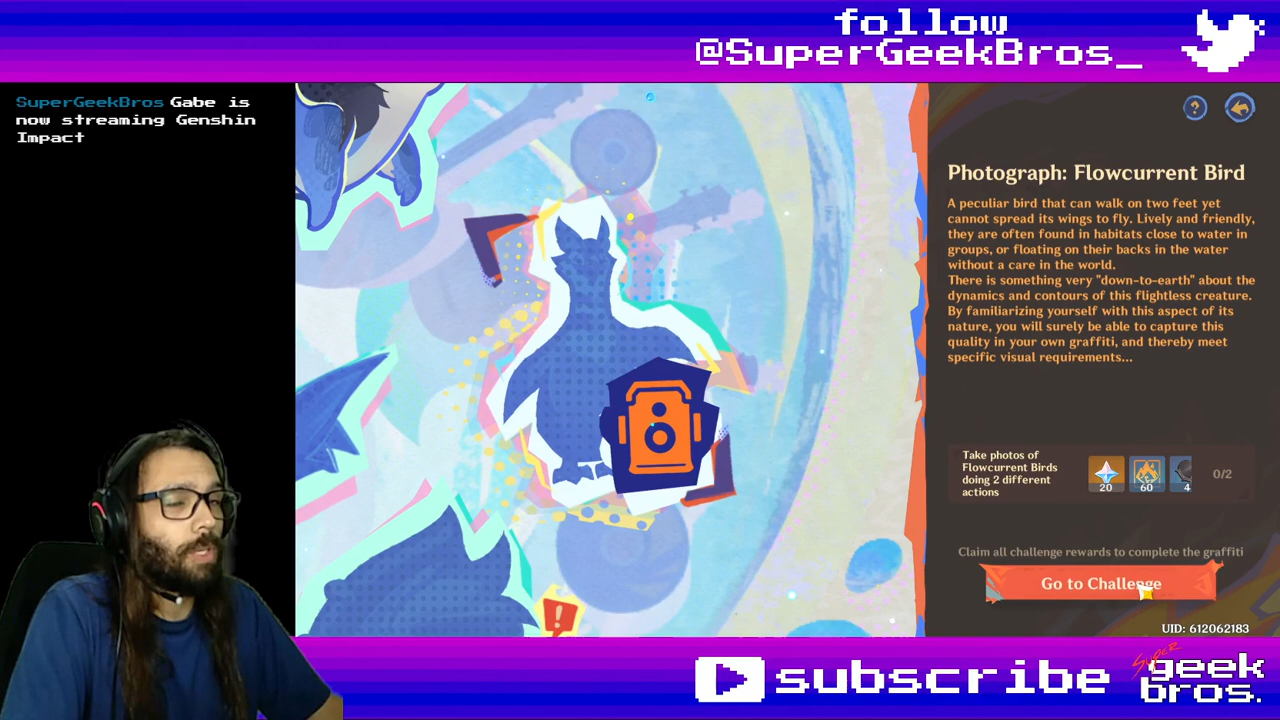 follow
@SuperGeekBros_
SuperGeekBros Gabe is
now streaming Genshin
Impact
?
Photograph: Flowcurrent Bird
A peculiar bird that can walk on two feet yet
cannot spread its wings to fly. Lively and friendly,
they are often found in habitats close to water in
groups, or floating on their backs in the water
without a care in the world.
There is something very "down-to-earth" about the
dynamics and contours of this flightless creature.
By familiarizing yourself with this aspect of its
nature, you will surely be able to capture this
quality in your own graffiti, and thereby meet
specific visual requirements...
Take photos of
Flowcurrent Birds
doing 2 different
actions
20 60 4
0/2
Claim all challenge rewards to complete the graffiti
Go to Challenge
!
UID: 612062183
subscribe
super
geek
bros.